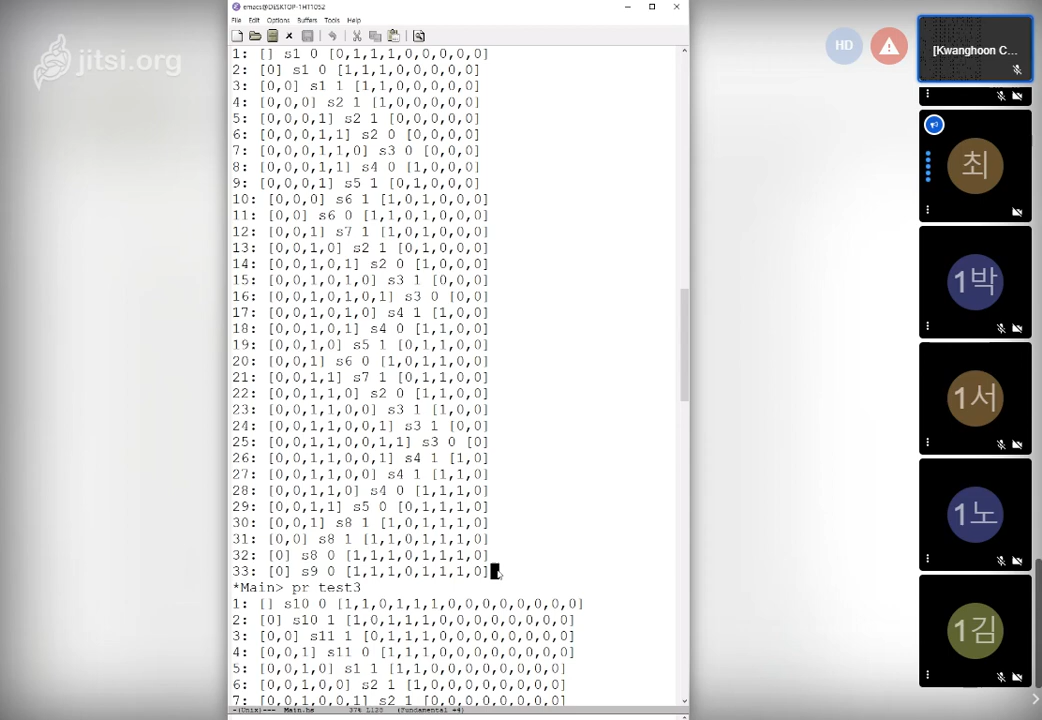 emacs@DESKTOP-1HT1O52
File Edit Options Buffers Tools Help
jitsi.org
1: [] s1 0 [0,1,1,1,0,0,0,0,0]
2: [0] s1 0 [1,1,1,0,0,0,0,0]
3: [0,0] s1 1 [1,1,0,0,0,0,0]
4: [0,0,0] s2 1 [1,0,0,0,0,0]
5: [0,0,0,1] s2 1 [0,0,0,0,0]
6: [0,0,0,1,1] s2 0 [0,0,0,0]
7: [0,0,0,1,1,0] s3 0 [0,0,0]
8: [0,0,0,1,1] s4 0 [1,0,0,0]
9: [0,0,0,1] s5 1 [0,1,0,0,0]
10: [0,0,0] s6 1 [1,0,1,0,0,0]
11: [0,0] s6 0 [1,1,0,1,0,0,0]
12: [0,0,1] s7 1 [1,0,1,0,0,0]
13: [0,0,1,0] s2 1 [0,1,0,0,0]
14: [0,0,1,0,1] s2 0 [1,0,0,0]
15: [0,0,1,0,1,0] s3 1 [0,0,0]
16: [0,0,1,0,1,0,1] s3 0 [0,0]
17: [0,0,1,0,1,0] s4 1 [1,0,0]
18: [0,0,1,0,1] s4 0 [1,1,0,0]
19: [0,0,1,0] s5 1 [0,1,1,0,0]
20: [0,0,1] s6 0 [1,0,1,1,0,0]
21: [0,0,1,1] s7 1 [0,1,1,0,0]
22: [0,0,1,1,0] s2 0 [1,1,0,0]
23: [0,0,1,1,0,0] s3 1 [1,0,0]
24: [0,0,1,1,0,0,1] s3 1 [0,0]
25: [0,0,1,1,0,0,1,1] s3 0 [0]
26: [0,0,1,1,0,0,1] s4 1 [1,0]
27: [0,0,1,1,0,0] s4 1 [1,1,0]
28: [0,0,1,1,0] s4 0 [1,1,1,0]
29: [0,0,1,1] s5 0 [0,1,1,1,0]
30: [0,0,1] s8 1 [1,0,1,1,1,0]
31: [0,0] s8 1 [1,1,0,1,1,1,0]
32: [0] s8 0 [1,1,1,0,1,1,1,0]
33: [0] s9 0 [1,1,1,0,1,1,1,0]
*Main> pr test3
1: [] s10 0 [1,1,0,1,1,1,0,0,0,0,0,0,0]
2: [0] s10 1 [1,0,1,1,1,0,0,0,0,0,0,0]
3: [0,0] s11 1 [0,1,1,1,0,0,0,0,0,0,0]
4: [0,0,1] s11 0 [1,1,1,0,0,0,0,0,0,0]
5: [0,0,1,0] s1 1 [1,1,0,0,0,0,0,0,0]
6: [0,0,1,0,0] s2 1 [1,0,0,0,0,0,0,0]
7: [0,0,1,0,0,1] s2 1 [0,0,0,0,0,0,0]
Main.hs 37% L128 (Fundamental +4)
HD
[Kwanghoon C...
최
1박
1서
1노
1김